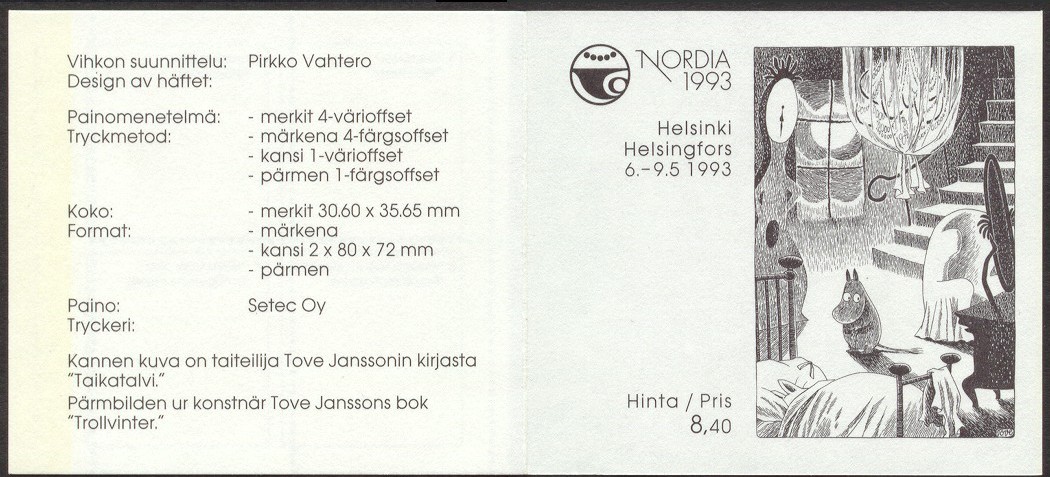 Vihkon suunnittelu: Pirkko Vahtero
Design av häftet:
Painomenetelmä: - merkit 4-värioffset
Tryckmetod: - märkena 4-färgsoffset
- kansi 1-värioffset
- pärmen 1-färgsoffset
Koko: - merkit 30.60 x 35.65 mm
Format: - märkena
- kansi 2 x 80 x 72 mm
- pärmen
Paino: Setec Oy
Tryckeri:
Kannen kuva on taiteilija Tove Janssonin kirjasta
"Taikatalvi."
Pärmbilden ur konstnär Tove Janssons bok
"Trollvinter."
NORDIA
1993
Helsinki
Helsingfors
6.-9.5 1993
Hinta / Pris
8,40